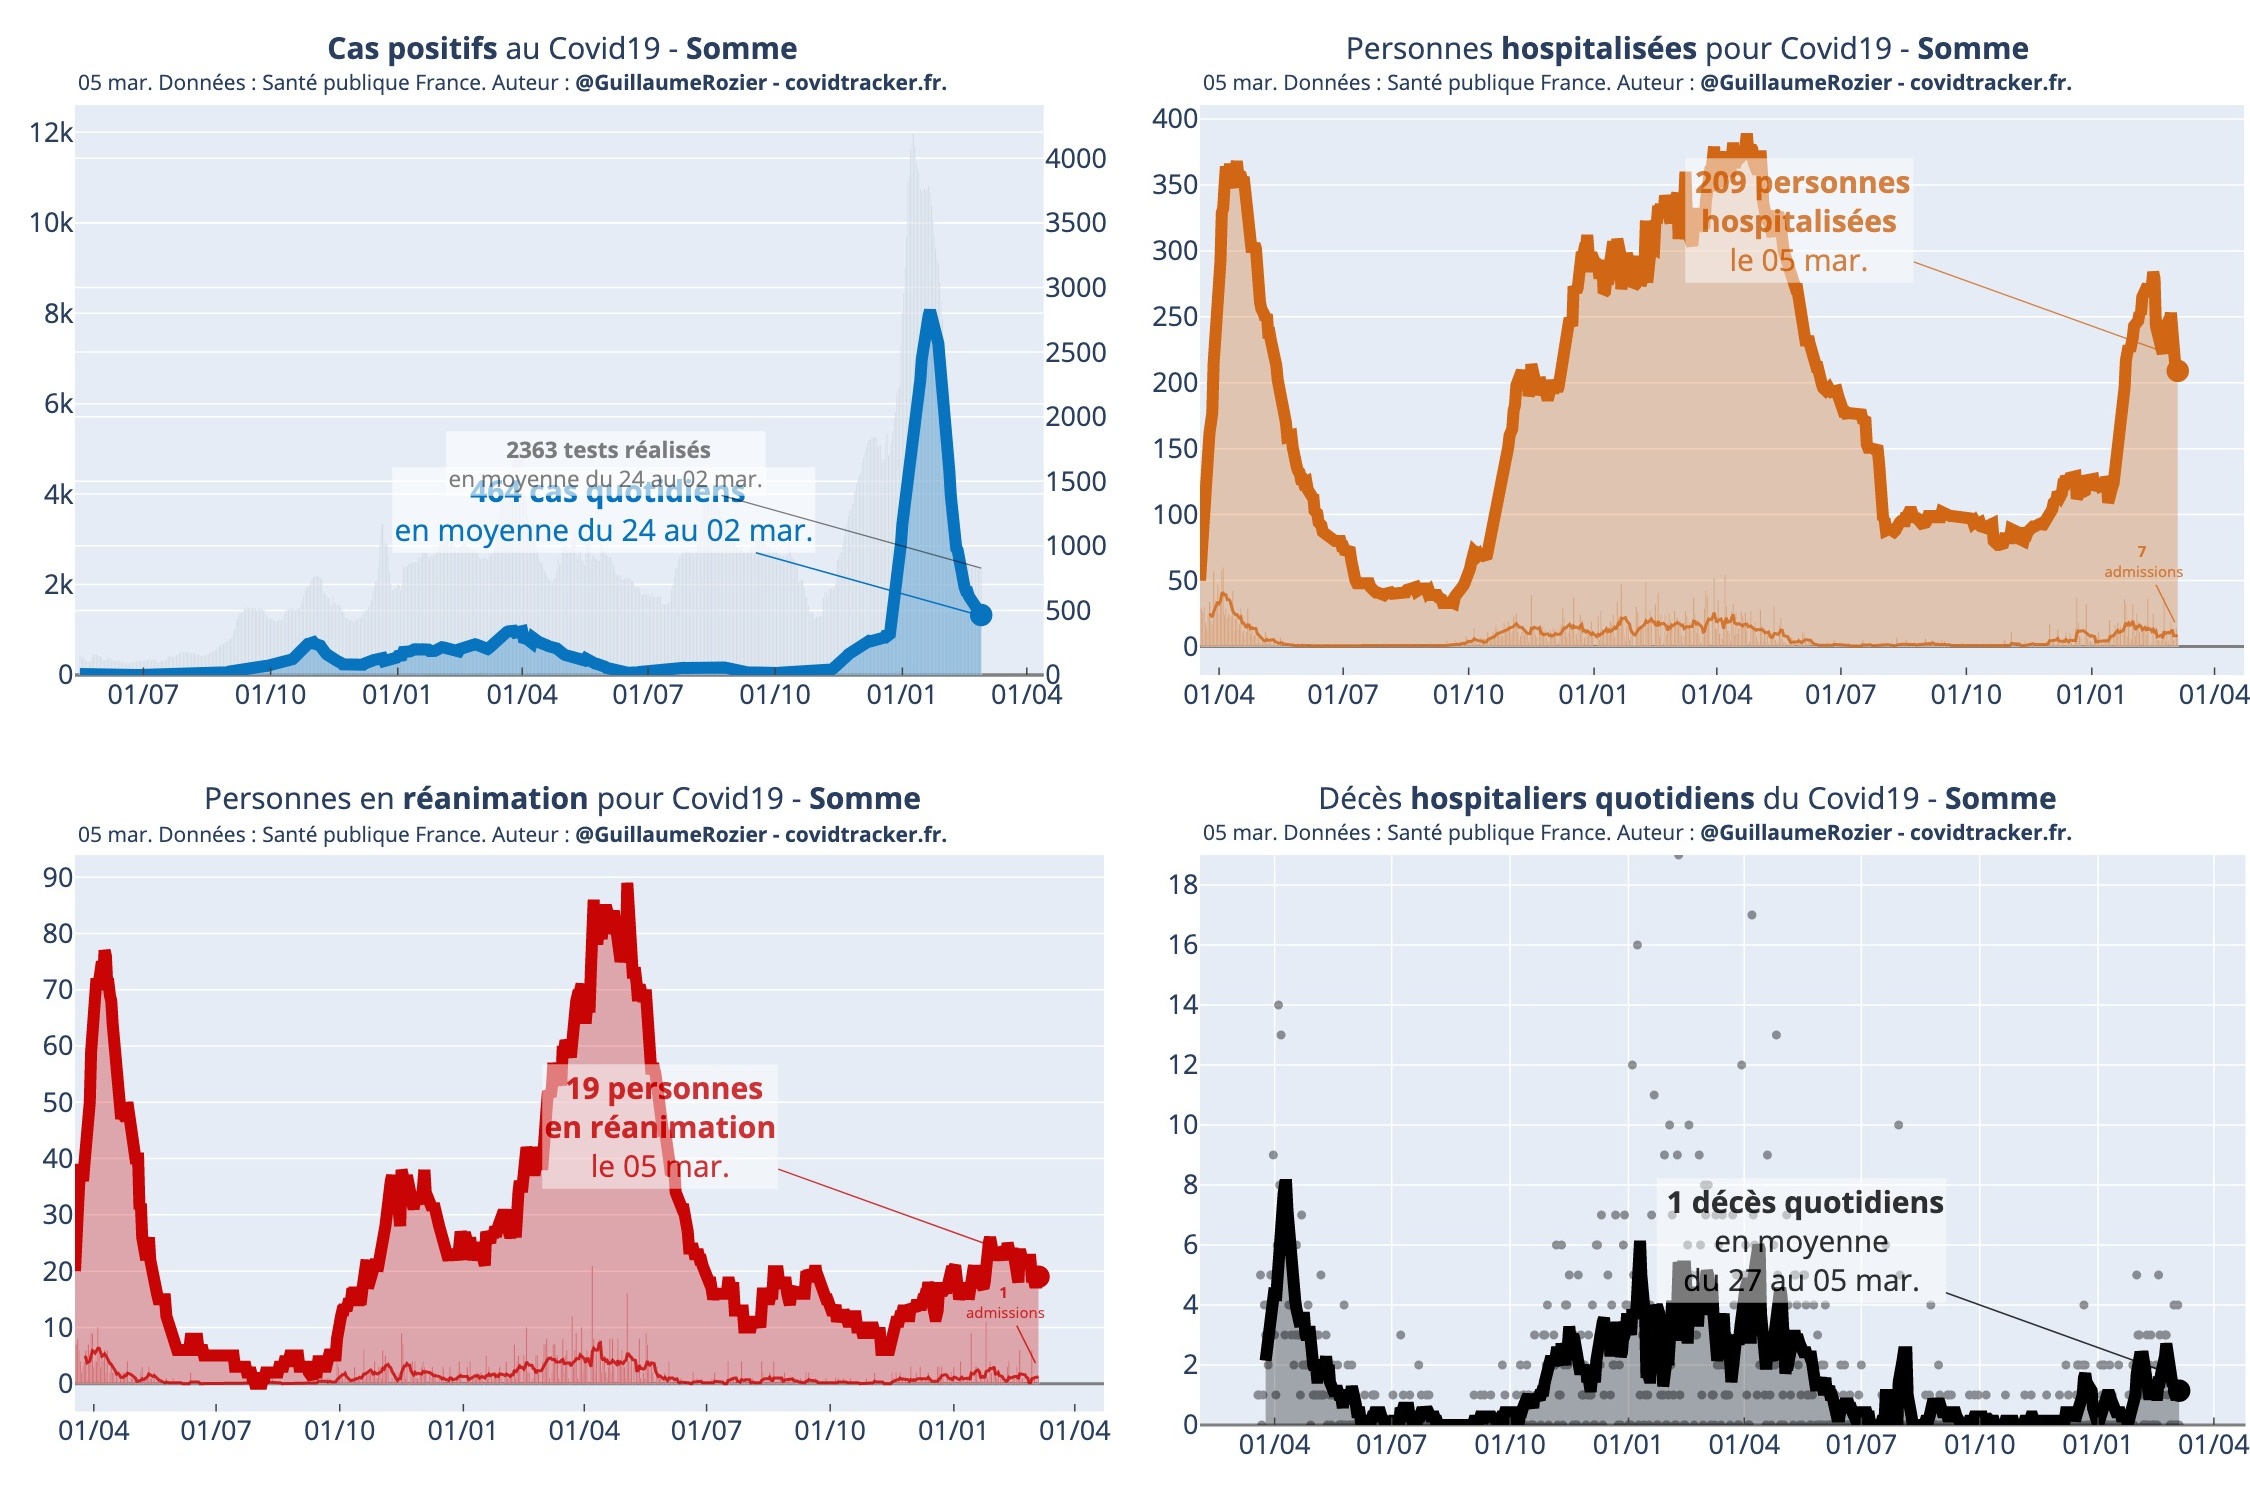 Cas positifs au Covid19 - Somme
05 mar. Données : Santé publique France. Auteur : @GuillaumeRozier - covidtracker.fr.
12k
10k
8k
6k
4k
2k
0
4000
3500
3000
2500
2000
1500
1000
500
0
2363 tests réalisés
en moyenne du 24 au 02 mar.
464 cas quotidiens
en moyenne du 24 au 02 mar.
01/07 01/10 01/01 01/04 01/07 01/10 01/01 01/04
Personnes hospitalisées pour Covid19 - Somme
05 mar. Données : Santé publique France. Auteur : @GuillaumeRozier - covidtracker.fr.
400
350
300
250
200
150
100
50
0
209 personnes
hospitalisées
le 05 mar.
7
admissions
01/04 01/07 01/10 01/01 01/04 01/07 01/10 01/01 01/04
Personnes en réanimation pour Covid19 - Somme
05 mar. Données : Santé publique France. Auteur : @GuillaumeRozier - covidtracker.fr.
90
80
70
60
50
40
30
20
10
0
19 personnes
en réanimation
le 05 mar.
1
admissions
01/04 01/07 01/10 01/01 01/04 01/07 01/10 01/01 01/04
Décès hospitaliers quotidiens du Covid19 - Somme
05 mar. Données : Santé publique France. Auteur : @GuillaumeRozier - covidtracker.fr.
18
16
14
12
10
8
6
4
2
0
1 décès quotidiens
en moyenne
du 27 au 05 mar.
01/04 01/07 01/10 01/01 01/04 01/07 01/10 01/01 01/04